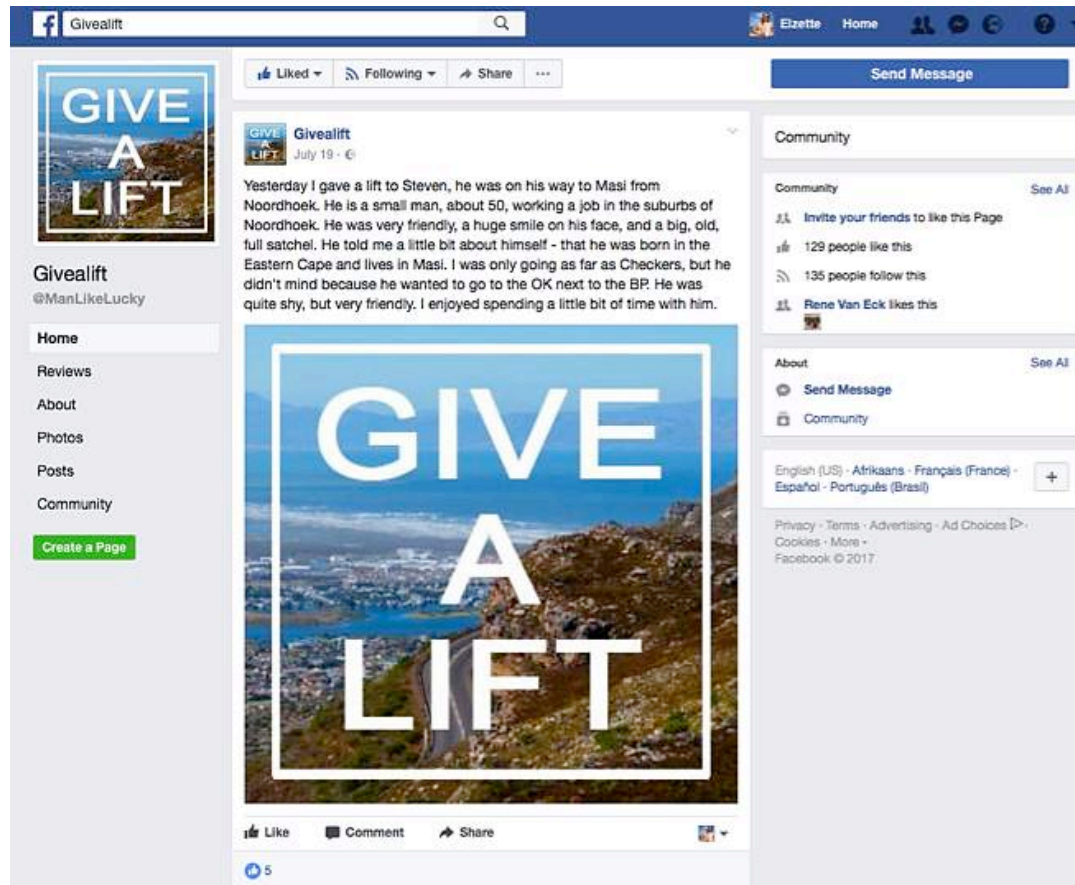 Givealift
Elzette Home
GIVE
A
LIFT
Givealift
@ManLikeLucky
Home
Reviews
About
Photos
Posts
Community
Create a Page
Liked Following Share ...
Send Message
GIVE
A
LIFT
Givealift
July 19 ·
Yesterday I gave a lift to Steven, he was on his way to Masi from
Noordhoek. He is a small man, about 50, working a job in the suburbs of
Noordhoek. He was very friendly, a huge smile on his face, and a big, old,
full satchel. He told me a little bit about himself - that he was born in the
Eastern Cape and lives in Masi. I was only going as far as Checkers, but he
didn't mind because he wanted to go to the OK next to the BP. He was
quite shy, but very friendly. I enjoyed spending a little bit of time with him.
GIVE
A
LIFT
Like Comment Share
5
Community
Community See All
Invite your friends to like this Page
129 people like this
135 people follow this
Rene Van Eck likes this
About See All
Send Message
Community
English (US) · Afrikaans · Français (France) ·
Español · Português (Brasil)
+
Privacy · Terms · Advertising · Ad Choices ·
Cookies · More
Facebook © 2017